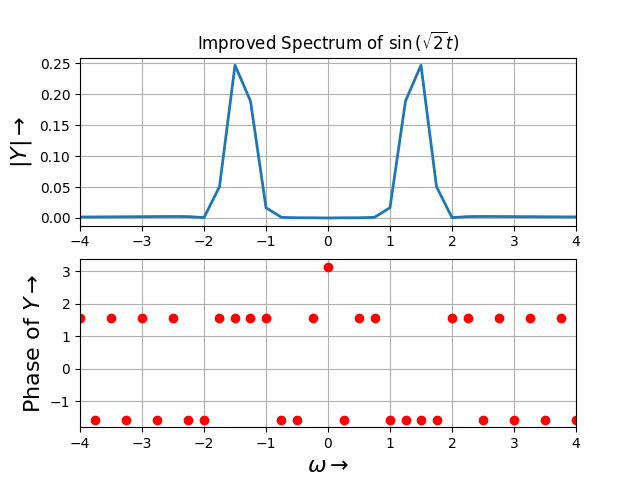 Improved Spectrum of sin(√2t)
|Y|→
0.25
0.20
0.15
0.10
0.05
0.00
−4 −3 −2 −1 0 1 2 3 4
Phase of Y→
3
2
1
0
−1
−4 −3 −2 −1 0 1 2 3 4
ω→